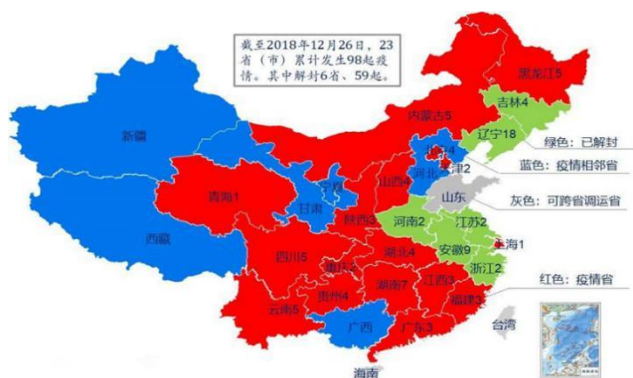 截至2018年12月26日，23
省（市）累计发生98起疫
情。其中解封6省、59起。
黑龙江5
吉林4
内蒙古5
辽宁18
绿色：已解封
新疆
北京4
蓝色：疫情相邻省
天津2
河北
宁夏
山西4
山东
青海1
灰色：可跨省调运省
甘肃
陕西3
河南2
江苏2
西藏
上海1
安徽9
四川5
湖北4
重庆2
浙江2
红色：疫情省
湖南7
江西3
贵州4
福建3
云南5
广西
广东3
台湾
海南